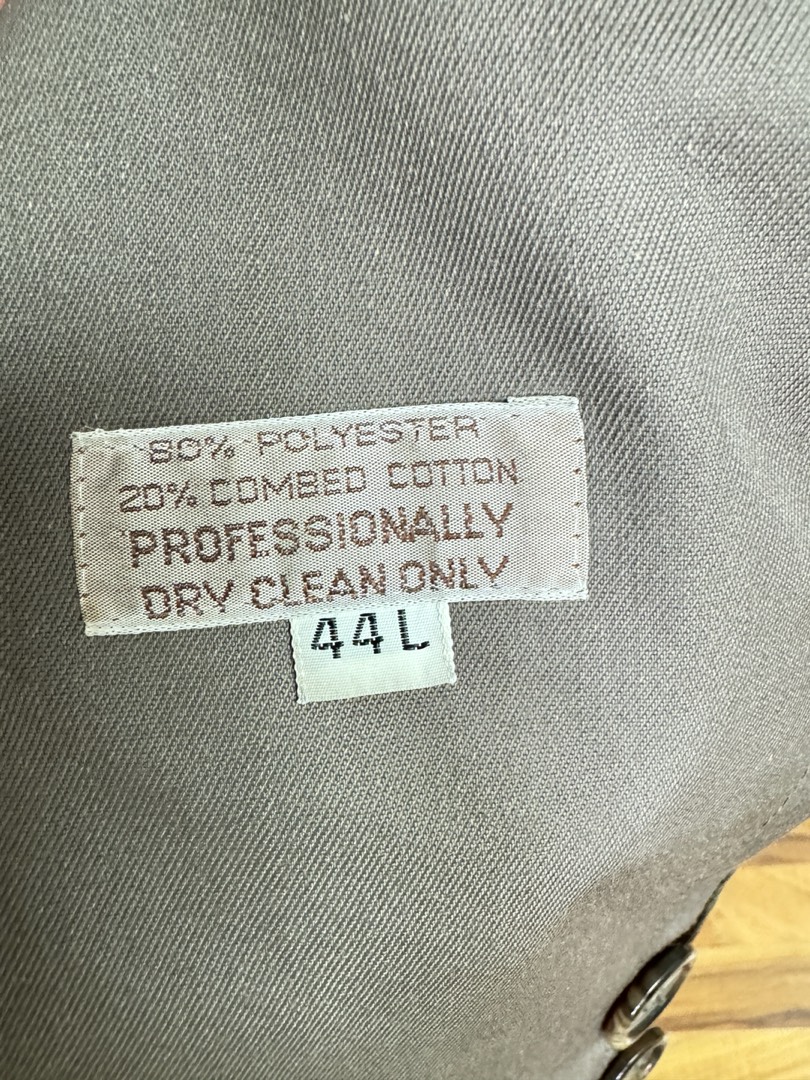 80% POLYESTER
20% COMBED COTTON
PROFESSIONALLY
DRY CLEAN ONLY
44L